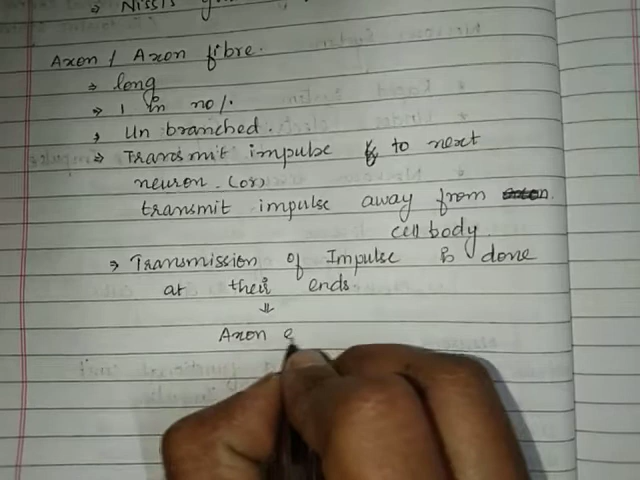 → Nissls
Axon / Axon fibre.
→ long
→ 1 in no/.
→ Un branched.
→ Transmit impulse to next
neuron. (or)
transmit impulse away from
cell body.
→ Transmission of Impulse is done
at their ends.
⇓
Axon e